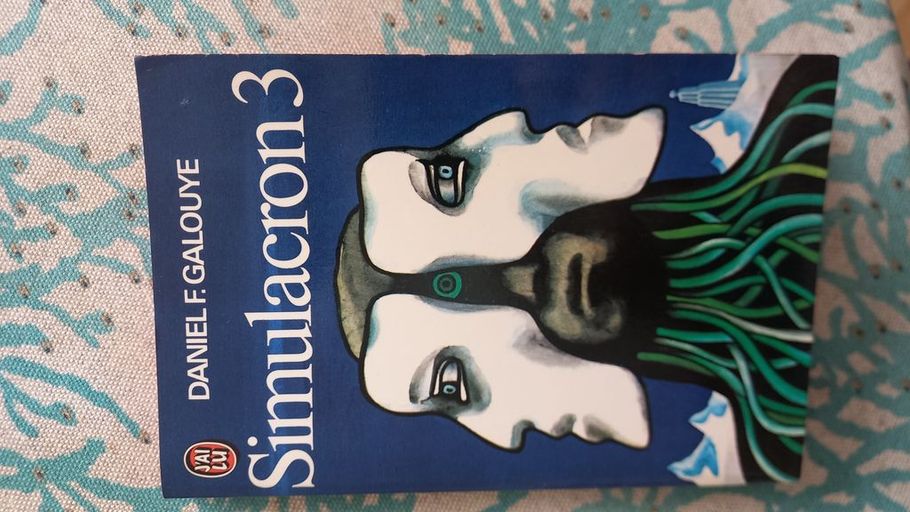 DANIEL F. GALOUYE
J'AI
LU
Simulacron 3